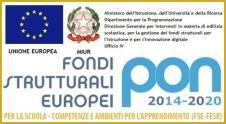 UNIONE EUROPEA
MIUR
Ministero dell'Istruzione, dell'Università e della Ricerca
Dipartimento per la Programmazione
Direzione Generale per interventi in materia di edilizia
scolastica, per la gestione dei fondi strutturali per
l'istruzione e per l'innovazione digitale
Ufficio IV
FONDI
STRUTTURALI
EUROPEI
pon
2014-2020
PER LA SCUOLA - COMPETENZE E AMBIENTI PER L'APPRENDIMENTO (FSE-FESR)